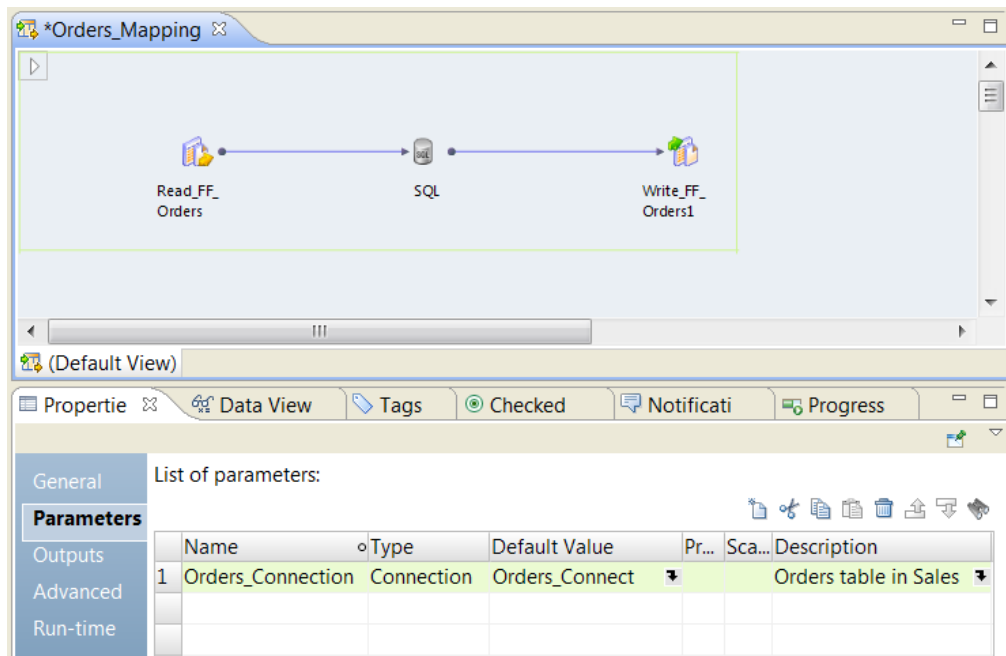 *Orders_Mapping
Read_FF_
Orders
SQL
Write_FF_
Orders1
(Default View)
Propertie Data View Tags Checked Notificati Progress
General
Parameters
Outputs
Advanced
Run-time
List of parameters:
Name Type Default Value Pr... Sca... Description
1 Orders_Connection Connection Orders_Connect Orders table in Sales